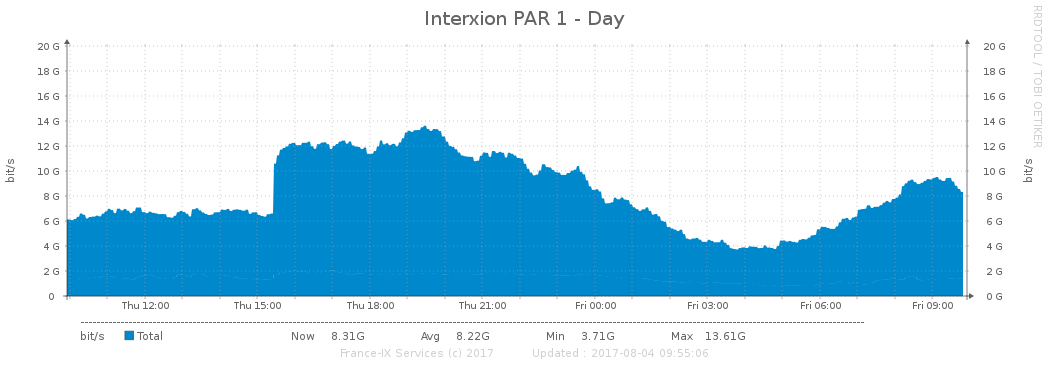 Interxion PAR 1 - Day
RRDTOOL / TOBI OETIKER
20 G 20 G
18 G 18 G
16 G 16 G
14 G 14 G
12 G 12 G
10 G 10 G
8 G 8 G
6 G 6 G
4 G 4 G
2 G 2 G
0 0 G
bit/s bit/s
Thu 12:00 Thu 15:00 Thu 18:00 Thu 21:00 Fri 00:00 Fri 03:00 Fri 06:00 Fri 09:00
bit/s Total Now 8.31G Avg 8.22G Min 3.71G Max 13.61G
France-IX Services (c) 2017 Updated : 2017-08-04 09:55:06